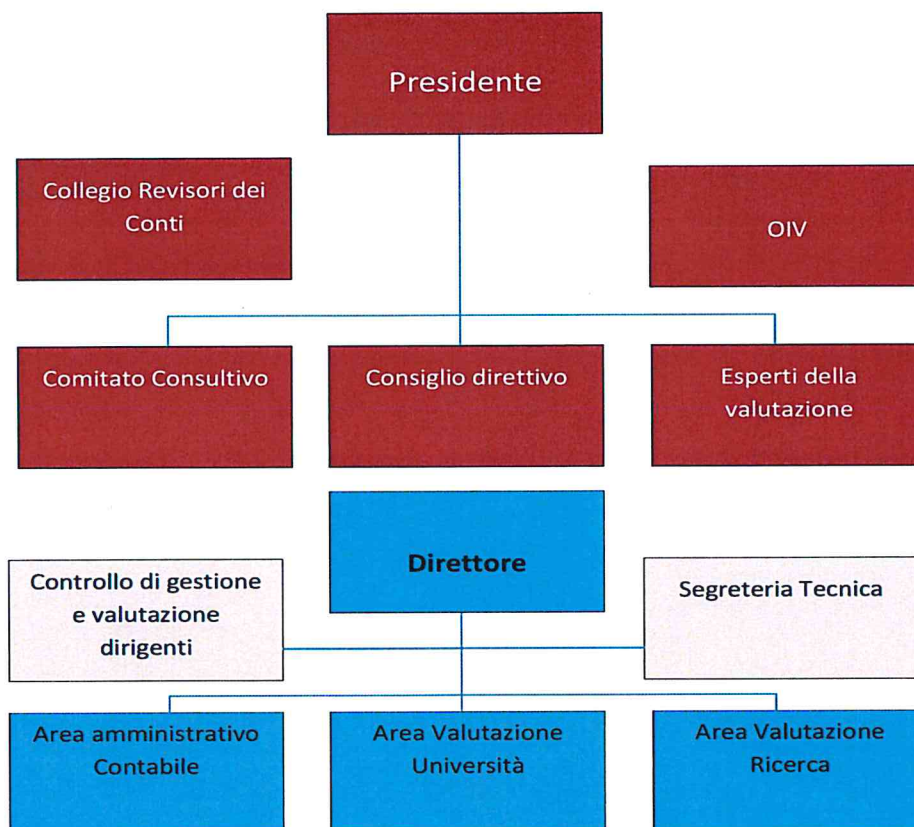 Presidente
Collegio Revisori dei
Conti
OIV
Comitato Consultivo
Consiglio direttivo
Esperti della
valutazione
Direttore
Controllo di gestione
e valutazione
dirigenti
Segreteria Tecnica
Area amministrativo
Contabile
Area Valutazione
Università
Area Valutazione
Ricerca